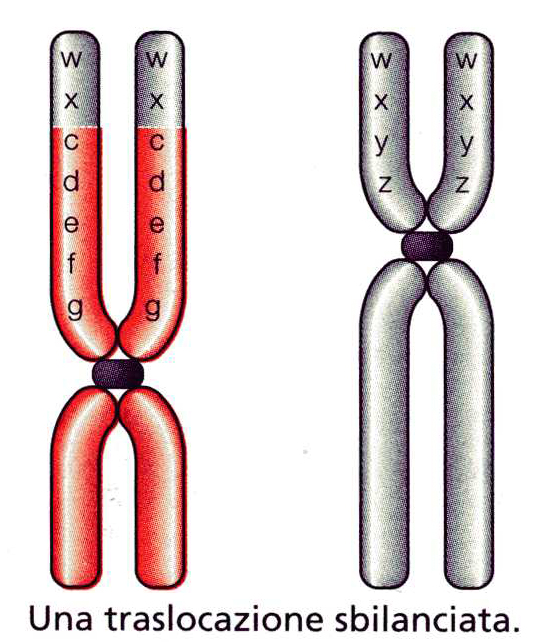 w w w w
x x x x
c c y y
d d z z
e e
f f
g g
Una traslocazione sbilanciata.